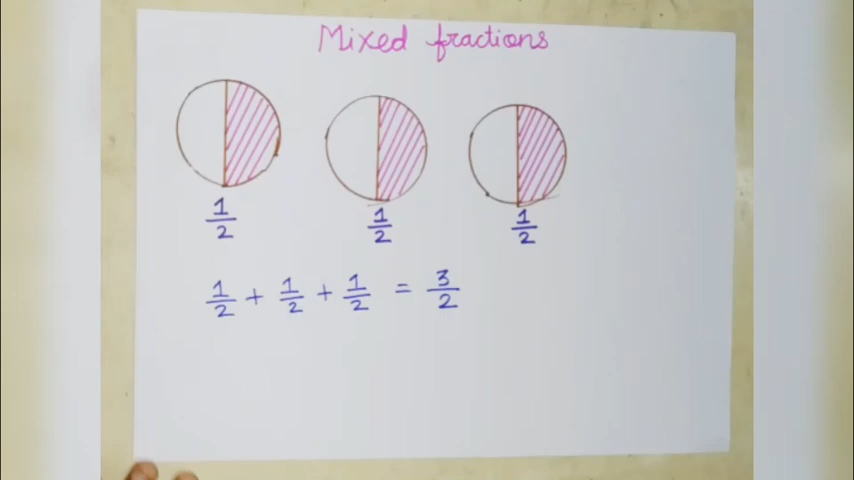 Mixed fractions
1/2 1/2 1/2
1/2 + 1/2 + 1/2 = 3/2